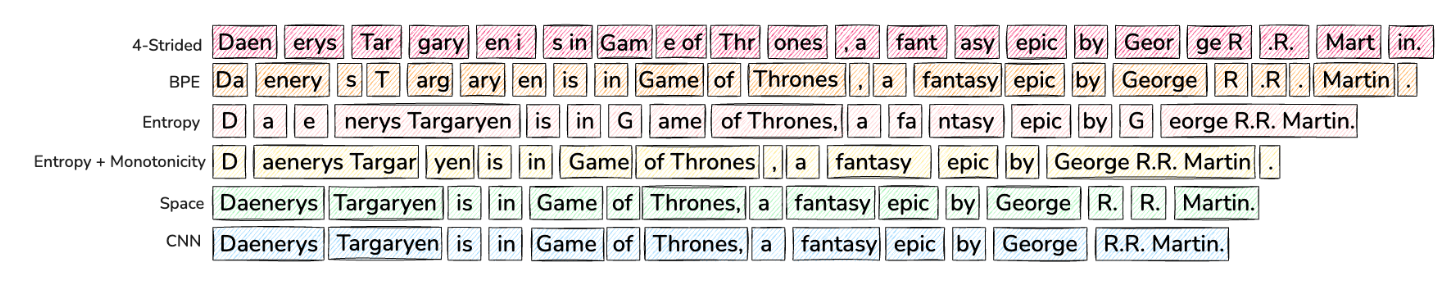 4-Strided Daen erys Tar gary en i s in Gam e of Thr ones , a fant asy epic by Geor ge R .R. Mart in.
BPE Da enery s T arg ary en is in Game of Thrones , a fantasy epic by George R .R . Martin .
Entropy D a e nerys Targaryen is in G ame of Thrones, a fa ntasy epic by G eorge R.R. Martin.
Entropy + Monotonicity D aenerys Targar yen is in Game of Thrones , a fantasy epic by George R.R. Martin .
Space Daenerys Targaryen is in Game of Thrones, a fantasy epic by George R. R. Martin.
CNN Daenerys Targaryen is in Game of Thrones, a fantasy epic by George R.R. Martin.